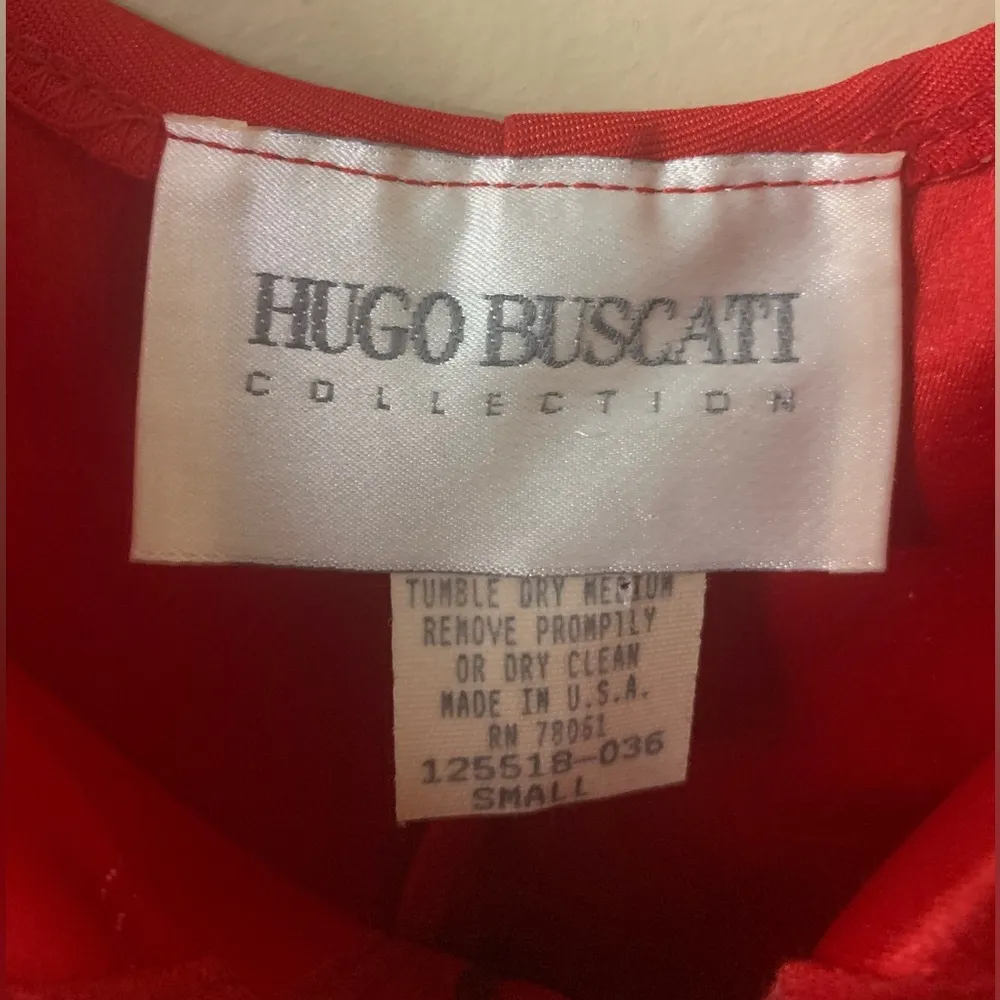 HUGO BUSCATI
COLLECTION
TUMBLE DRY MEDIUM
REMOVE PROMPTLY
OR DRY CLEAN
MADE IN U.S.A.
RN 78061
125518-036
SMALL